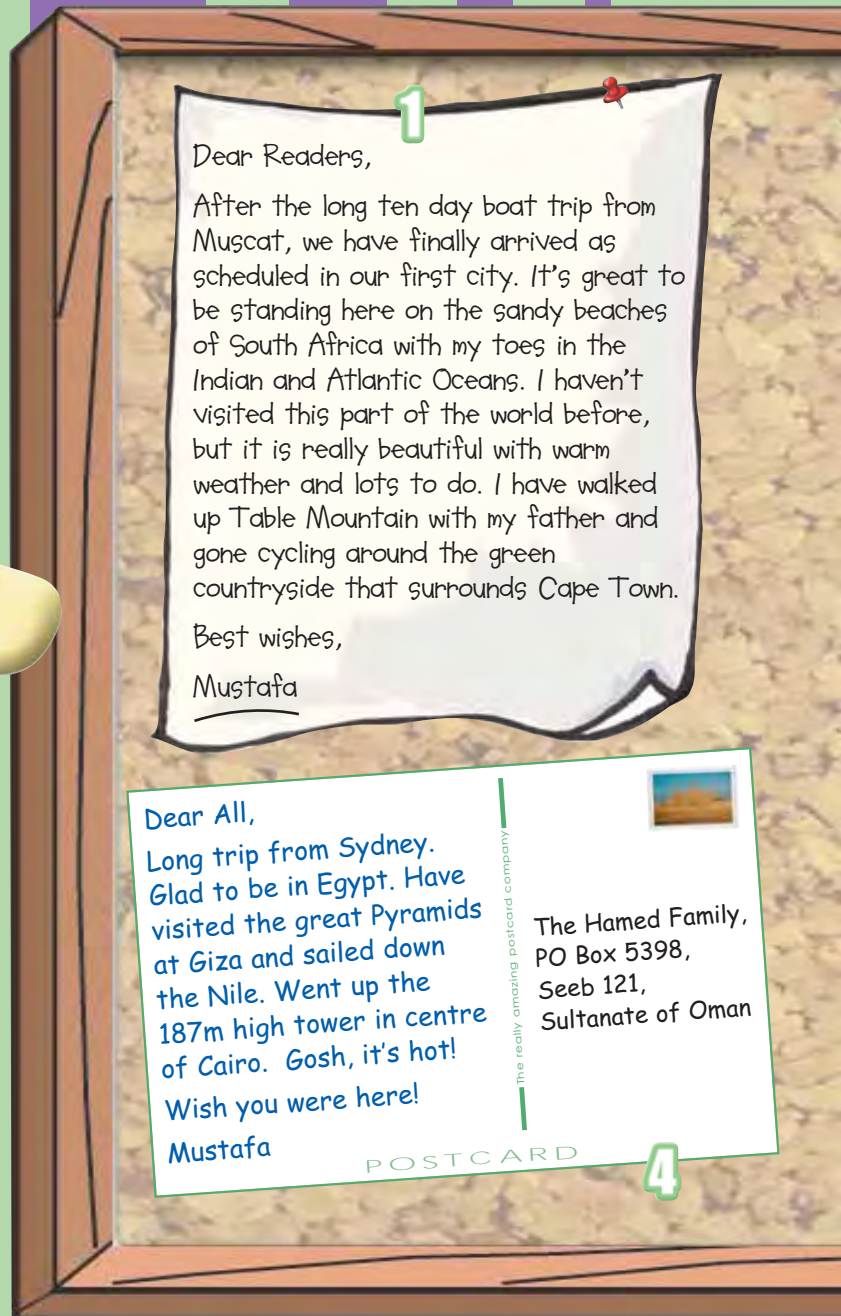 1
Dear Readers,
After the long ten day boat trip from
Muscat, we have finally arrived as
scheduled in our first city. It's great to
be standing here on the sandy beaches
of South Africa with my toes in the
Indian and Atlantic Oceans. I haven't
visited this part of the world before,
but it is really beautiful with warm
weather and lots to do. I have walked
up Table Mountain with my father and
gone cycling around the green
countryside that surrounds Cape Town.
Best wishes,
Mustafa
Dear All,
Long trip from Sydney.
Glad to be in Egypt. Have
visited the great Pyramids
at Giza and sailed down
the Nile. Went up the
187m high tower in centre
of Cairo. Gosh, it's hot!
Wish you were here!
Mustafa
The really amazing postcard company
The Hamed Family,
PO Box 5398,
Seeb 121,
Sultanate of Oman
POSTCARD
4